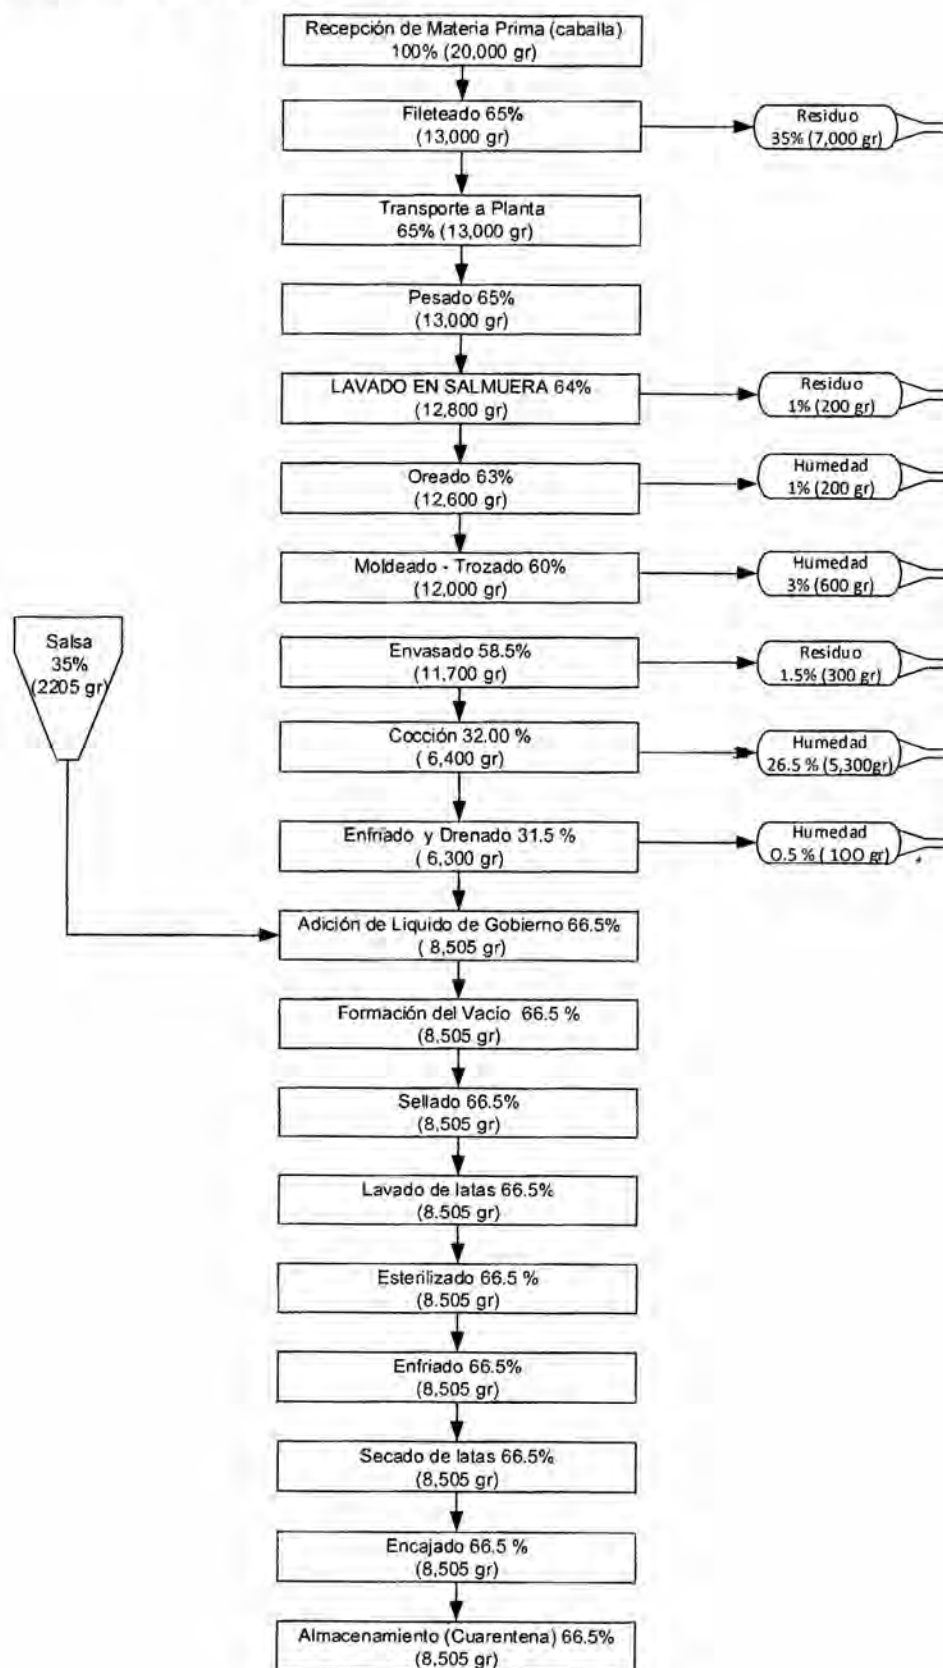 Recepción de Materia Prima (caballa)
100% (20,000 gr)
Fileteado 65%
(13,000 gr)
Residuo
35% (7,000 gr)
Transporte a Planta
65% (13,000 gr)
Pesado 65%
(13,000 gr)
LAVADO EN SALMUERA 64%
(12,800 gr)
Residuo
1% (200 gr)
Oreado 63%
(12,600 gr)
Humedad
1% (200 gr)
Moldeado - Trozado 60%
(12,000 gr)
Humedad
3% (600 gr)
Salsa
35%
(2205 gr)
Envasado 58.5%
(11,700 gr)
Residuo
1.5% (300 gr)
Cocción 32.00 %
( 6,400 gr)
Humedad
26.5 % (5,300gr)
Enfriado y Drenado 31.5 %
( 6,300 gr)
Humedad
0.5 % ( 100 gr)
Adición de Liquido de Gobierno 66.5%
( 8,505 gr)
Formación del Vacio 66.5 %
(8,505 gr)
Sellado 66.5%
(8,505 gr)
Lavado de latas 66.5%
(8.505 gr)
Esterilizado 66.5 %
(8.505 gr)
Enfriado 66.5%
(8,505 gr)
Secado de latas 66.5%
(8,505 gr)
Encajado 66.5 %
(8,505 gr)
Almacenamiento (Cuarentena) 66.5%
(8,505 gr)